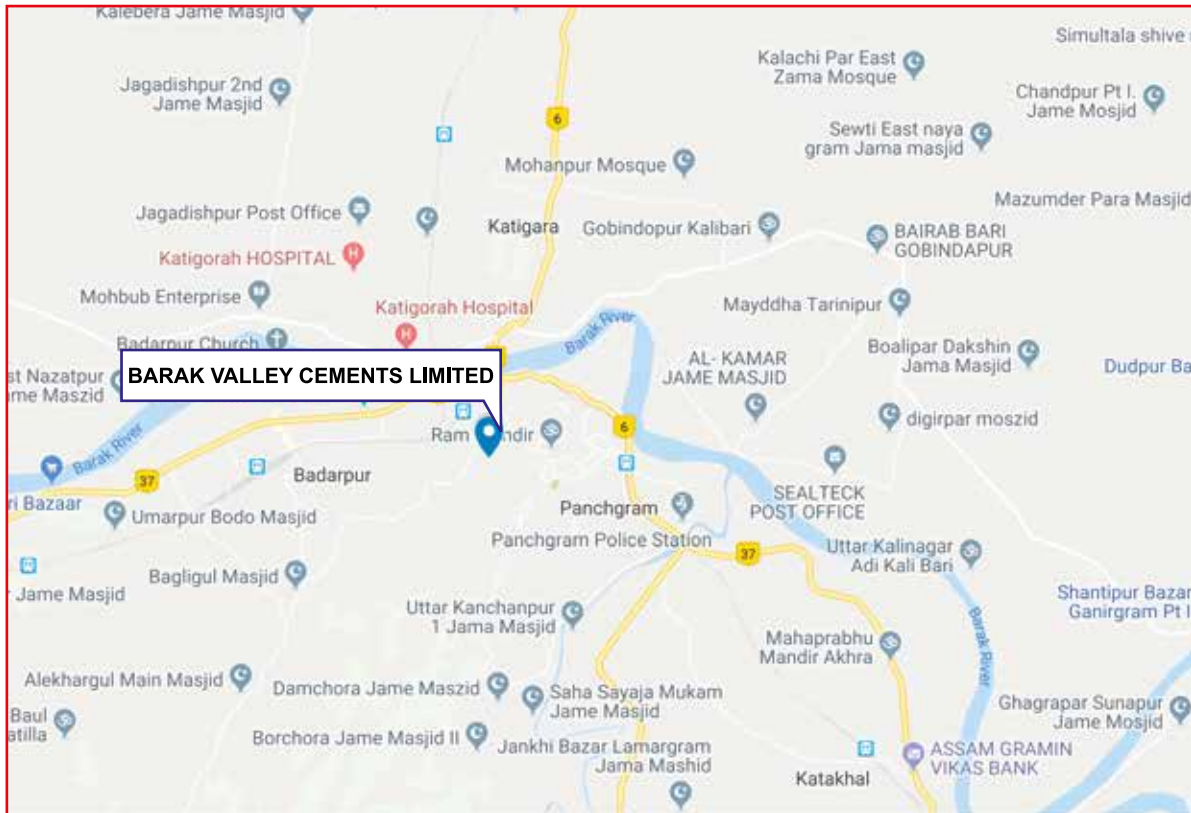 Kalebera Jame Masjid
Simultala shive
Jagadishpur 2nd
Jame Masjid
Kalachi Par East
Zama Mosque
Chandpur Pt I.
Jame Mosjid
6
Sewti East naya
gram Jama masjid
Mohanpur Mosque
Mazumder Para Masjid
Jagadishpur Post Office
Katigara
Gobindopur Kalibari
BAIRAB BARI
GOBINDAPUR
Katigorah HOSPITAL
H
Mohbub Enterprise
Katigorah Hospital
H
Mayddha Tarinipur
Badarpur Church
Barak River
AL- KAMAR
JAME MASJID
Boalipar Dakshin
Jama Masjid
Dudpur Ba
st Nazatpur
me Maszid
BARAK VALLEY CEMENTS LIMITED
digirpar moszid
Ram
ndir
6
Barak River
37
Badarpur
ri Bazaar
Umarpur Bodo Masjid
Panchgram
SEALTECK
POST OFFICE
Panchgram Police Station
37
Uttar Kalinagar
Adi Kali Bari
Bagligul Masjid
r Jame Masjid
Uttar Kanchanpur
1 Jama Masjid
Shantipur Bazar
Ganirgram Pt I
Mahaprabhu
Mandir Akhra
Barak River
Alekhargul Main Masjid
Damchora Jame Maszid
Saha Sayaja Mukam
Jame Masjid
Ghagrapar Sunapur
Jame Mosjid
Baul
atilla
Borchora Jame Masjid II
Jankhi Bazar Lamargram
Jama Mashid
Katakhal
ASSAM GRAMIN
VIKAS BANK